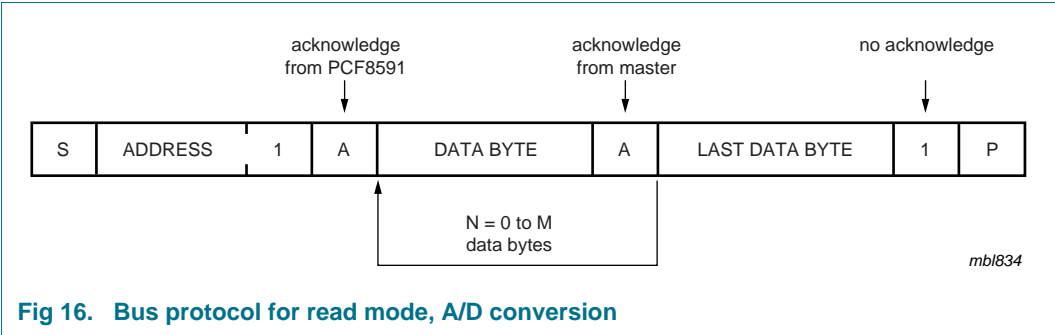 acknowledge
from PCF8591
acknowledge
from master
no acknowledge
S ADDRESS 1 A DATA BYTE A LAST DATA BYTE 1 P
N = 0 to M
data bytes
mbl834
Fig 16. Bus protocol for read mode, A/D conversion